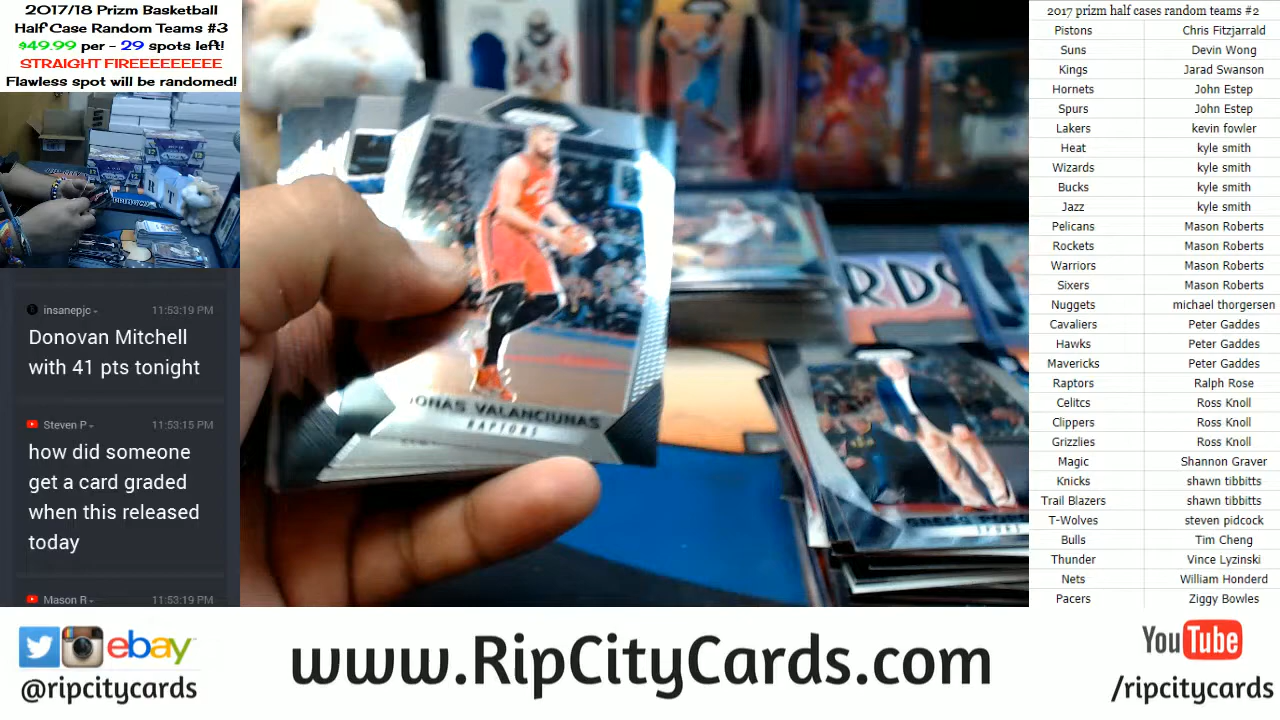 2017/18 Prizm Basketball
Half Case Random Teams #3
$49.99 per - 29 spots left!
STRAIGHT FIREEEEEEEEE
Flawless spot will be randomed!
insanepjc
11:53:19 PM
Donovan Mitchell
with 41 pts tonight
Steven P
11:53:15 PM
how did someone
get a card graded
when this released
today
Mason R
11:53:19 PM
JONAS VALANCIUNAS
RAPTORS
RDS
SPURS
2017 prizm half cases random teams #2
Pistons Chris Fitzjarrald
Suns Devin Wong
Kings Jarad Swanson
Hornets John Estep
Spurs John Estep
Lakers kevin fowler
Heat kyle smith
Wizards kyle smith
Bucks kyle smith
Jazz kyle smith
Pelicans Mason Roberts
Rockets Mason Roberts
Warriors Mason Roberts
Sixers Mason Roberts
Nuggets michael thorgersen
Cavaliers Peter Gaddes
Hawks Peter Gaddes
Mavericks Peter Gaddes
Raptors Ralph Rose
Celitcs Ross Knoll
Clippers Ross Knoll
Grizzlies Ross Knoll
Magic Shannon Graver
Knicks shawn tibbitts
Trail Blazers shawn tibbitts
T-Wolves steven pidcock
Bulls Tim Cheng
Thunder Vince Lyzinski
Nets William Honderd
Pacers Ziggy Bowles
ebay
@ripcitycards
www.RipCityCards.com
YouTube
/ripcitycards